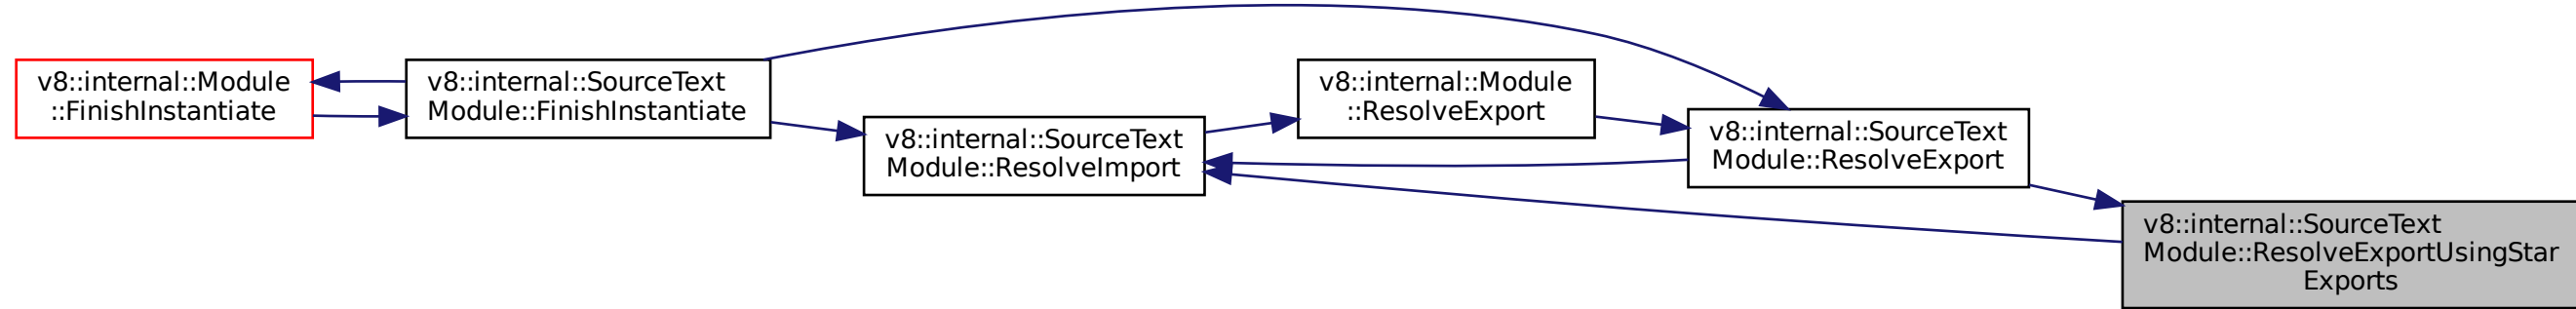 v8::internal::Module
::FinishInstantiate
v8::internal::SourceText
Module::FinishInstantiate
v8::internal::SourceText
Module::ResolveImport
v8::internal::Module
::ResolveExport
v8::internal::SourceText
Module::ResolveExport
v8::internal::SourceText
Module::ResolveExportUsingStar
Exports